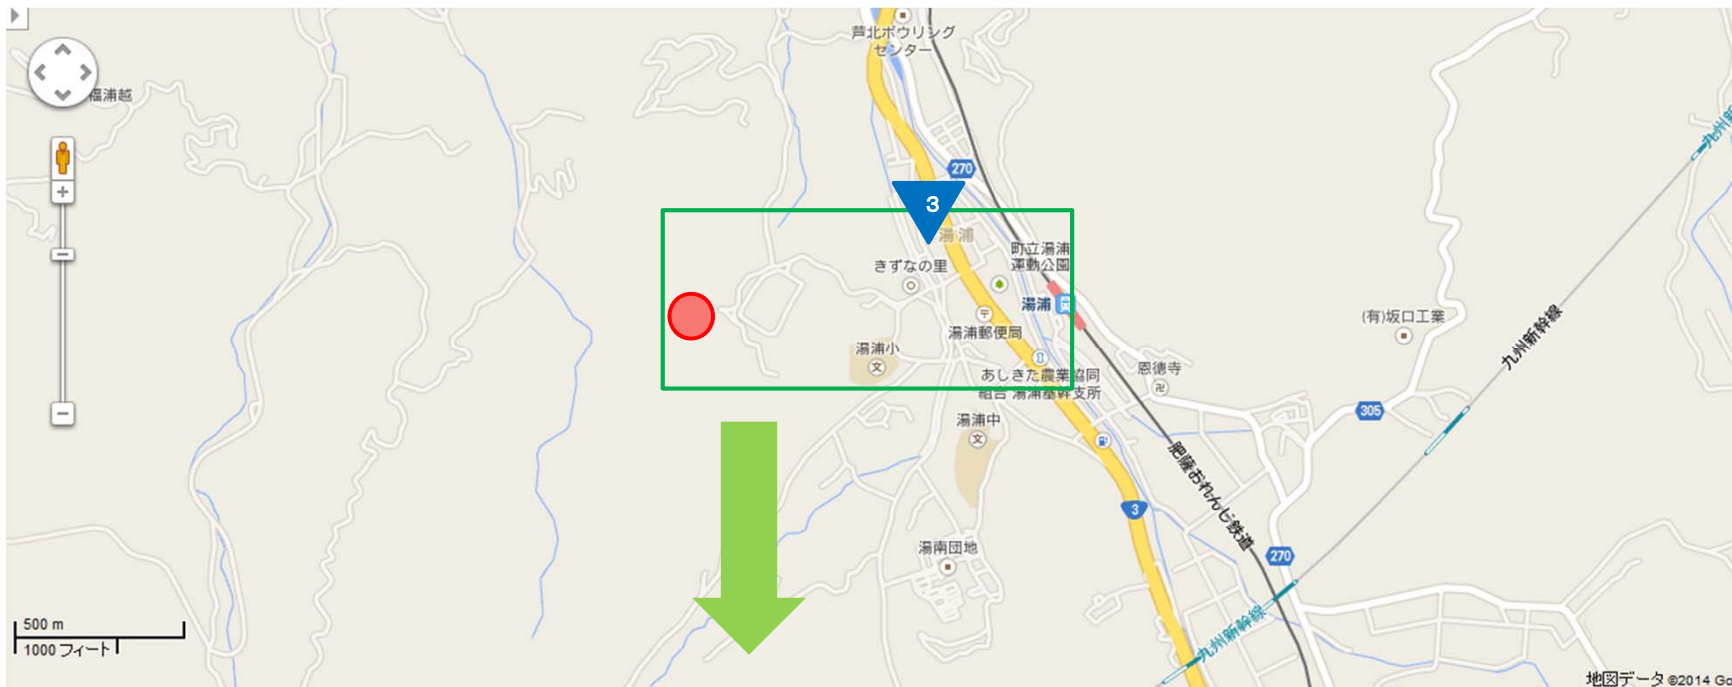 芦北ボウリング
センター
福浦越
九州新
270
3
湯浦
町立湯浦
運動公園
きずなの里
湯浦
湯浦郵便局
(有)坂口工業
九州新幹線
湯浦小
あしきた農業協同
組合 湯浦基幹支所
恩徳寺
305
湯浦中
肥薩おれんじ鉄道
3
湯南団地
270
九州新幹線
500 m
1000 フィート
地図データ ©2014 Go